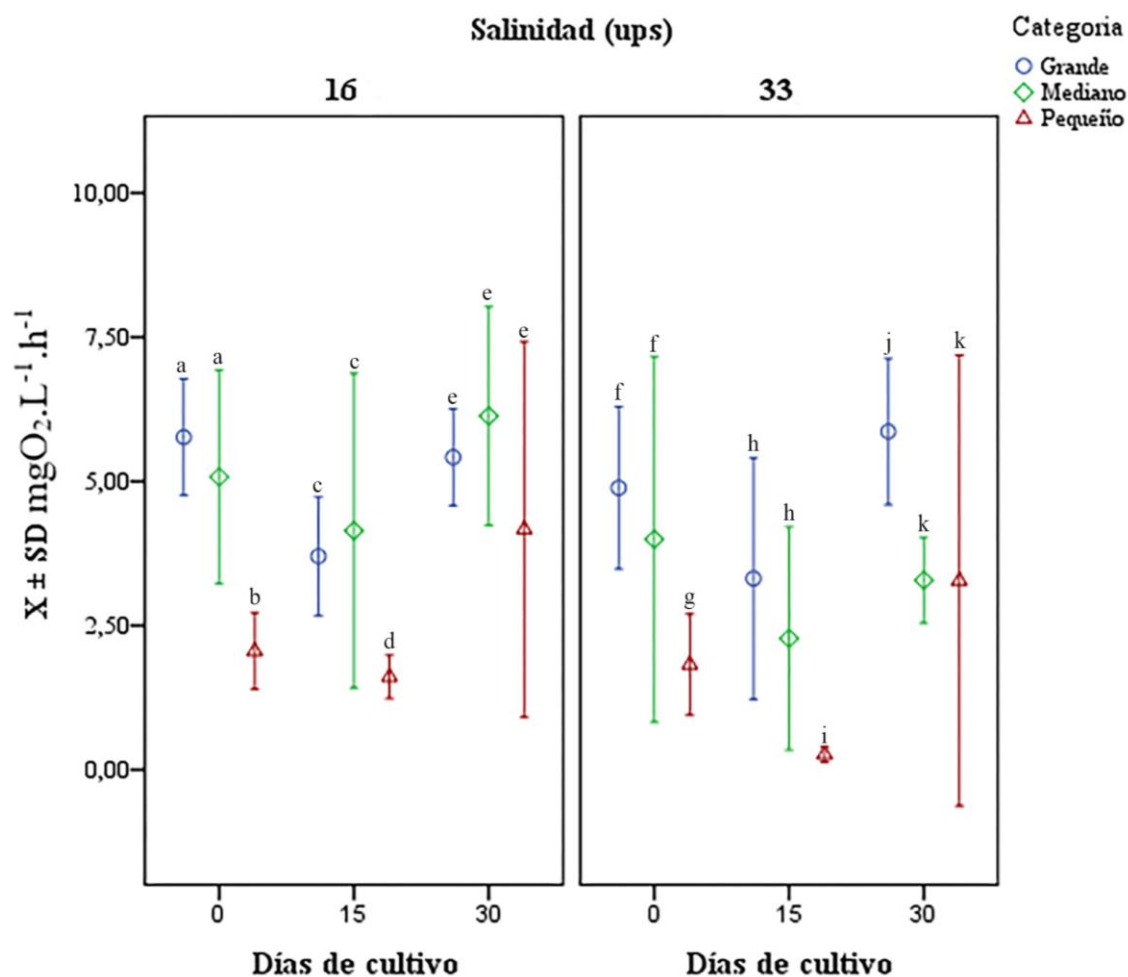 Salinidad (ups)
16
33
Categoria
Grande
Mediano
Pequeño
X ± SD mgO₂.L⁻¹.h⁻¹
10,00
7,50
5,00
2,50
0,00
a
a
b
c
c
d
e
e
e
f
f
g
h
h
i
j
k
k
0
15
30
0
15
30
Días de cultivo
Días de cultivo